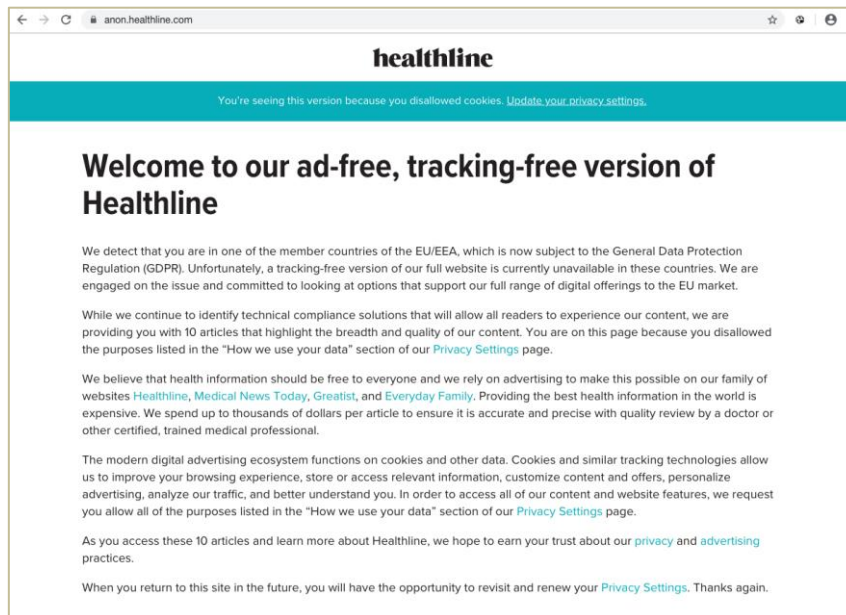 anon.healthline.com
healthline
You're seeing this version because you disallowed cookies. Update your privacy settings.
Welcome to our ad-free, tracking-free version of
Healthline
We detect that you are in one of the member countries of the EU/EEA, which is now subject to the General Data Protection
Regulation (GDPR). Unfortunately, a tracking-free version of our full website is currently unavailable in these countries. We are
engaged on the issue and committed to looking at options that support our full range of digital offerings to the EU market.
While we continue to identify technical compliance solutions that will allow all readers to experience our content, we are
providing you with 10 articles that highlight the breadth and quality of our content. You are on this page because you disallowed
the purposes listed in the “How we use your data” section of our Privacy Settings page.
We believe that health information should be free to everyone and we rely on advertising to make this possible on our family of
websites Healthline, Medical News Today, Greatist, and Everyday Family. Providing the best health information in the world is
expensive. We spend up to thousands of dollars per article to ensure it is accurate and precise with quality review by a doctor or
other certified, trained medical professional.
The modern digital advertising ecosystem functions on cookies and other data. Cookies and similar tracking technologies allow
us to improve your browsing experience, store or access relevant information, customize content and offers, personalize
advertising, analyze our traffic, and better understand you. In order to access all of our content and website features, we request
you allow all of the purposes listed in the “How we use your data” section of our Privacy Settings page.
As you access these 10 articles and learn more about Healthline, we hope to earn your trust about our privacy and advertising
practices.
When you return to this site in the future, you will have the opportunity to revisit and renew your Privacy Settings. Thanks again.